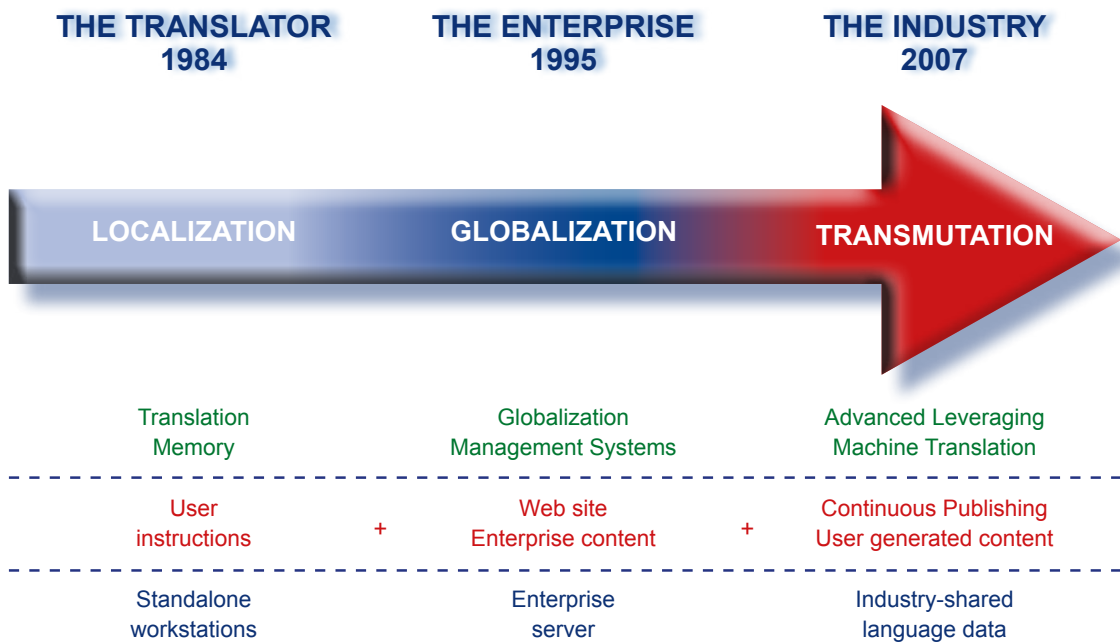 THE TRANSLATOR
1984
THE ENTERPRISE
1995
THE INDUSTRY
2007
LOCALIZATION
GLOBALIZATION
TRANSMUTATION
Translation
Memory
Globalization
Management Systems
Advanced Leveraging
Machine Translation
User
instructions
+
Web site
Enterprise content
+
Continuous Publishing
User generated content
Standalone
workstations
Enterprise
server
Industry-shared
language data